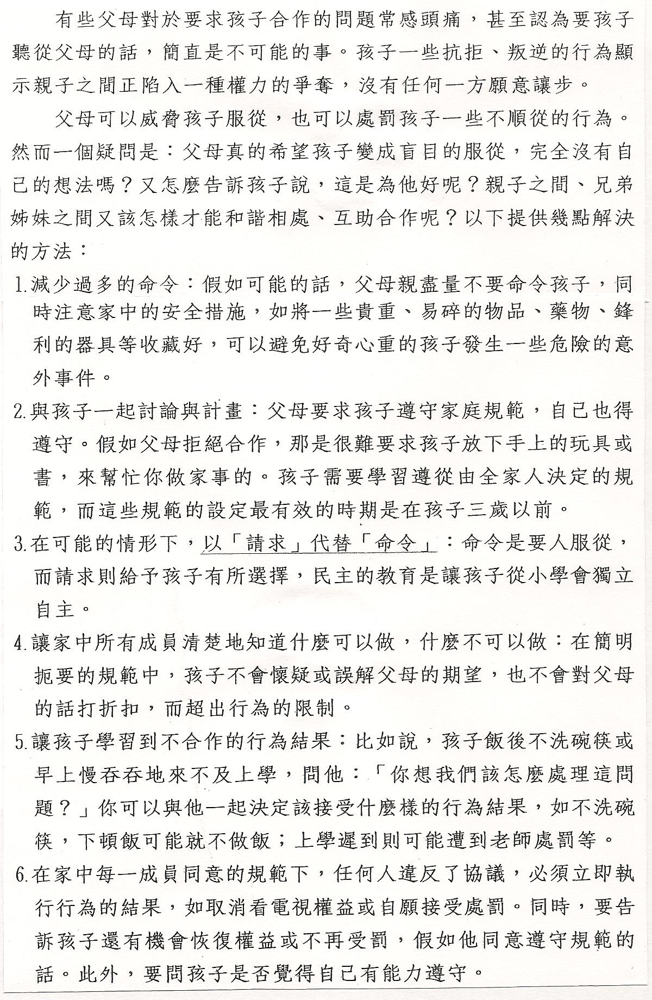 有些父母對於要求孩子合作的問題常感頭痛，甚至認為要孩子
聽從父母的話，簡直是不可能的事。孩子一些抗拒、叛逆的行為顯
示親子之間正陷入一種權力的爭奪，沒有任何一方願意讓步。
父母可以威脅孩子服從，也可以處罰孩子一些不順從的行為。
然而一個疑問是：父母真的希望孩子變成盲目的服從，完全沒有自
己的想法嗎？又怎麼告訴孩子說，這是為他好呢？親子之間、兄弟
姊妹之間又該怎樣才能和諧相處、互助合作呢？以下提供幾點解決
的方法：
1.減少過多的命令：假如可能的話，父母親盡量不要命令孩子，同
時注意家中的安全措施，如將一些貴重、易碎的物品、藥物、鋒
利的器具等收藏好，可以避免好奇心重的孩子發生一些危險的意
外事件。
2.與孩子一起討論與計畫：父母要求孩子遵守家庭規範，自己也得
遵守。假如父母拒絕合作，那是很難要求孩子放下手上的玩具或
書，來幫忙你做家事的。孩子需要學習遵從由全家人決定的規
範，而這些規範的設定最有效的時期是在孩子三歲以前。
3.在可能的情形下，以「請求」代替「命令」：命令是要人服從，
而請求則給予孩子有所選擇，民主的教育是讓孩子從小學會獨立
自主。
4.讓家中所有成員清楚地知道什麼可以做，什麼不可以做：在簡明
扼要的規範中，孩子不會懷疑或誤解父母的期望，也不會對父母
的話打折扣，而超出行為的限制。
5.讓孩子學習到不合作的行為結果：比如說，孩子飯後不洗碗筷或
早上慢吞吞地來不及上學，問他：「你想我們該怎麼處理這問
題？」你可以與他一起決定該接受什麼樣的行為結果，如不洗碗
筷，下頓飯可能就不做飯；上學遲到則可能遭到老師處罰等。
6.在家中每一成員同意的規範下，任何人違反了協議，必須立即執
行行為的結果，如取消看電視權益或自願接受處罰。同時，要告
訴孩子還有機會恢復權益或不再受罰，假如他同意遵守規範的
話。此外，要問孩子是否覺得自己有能力遵守。